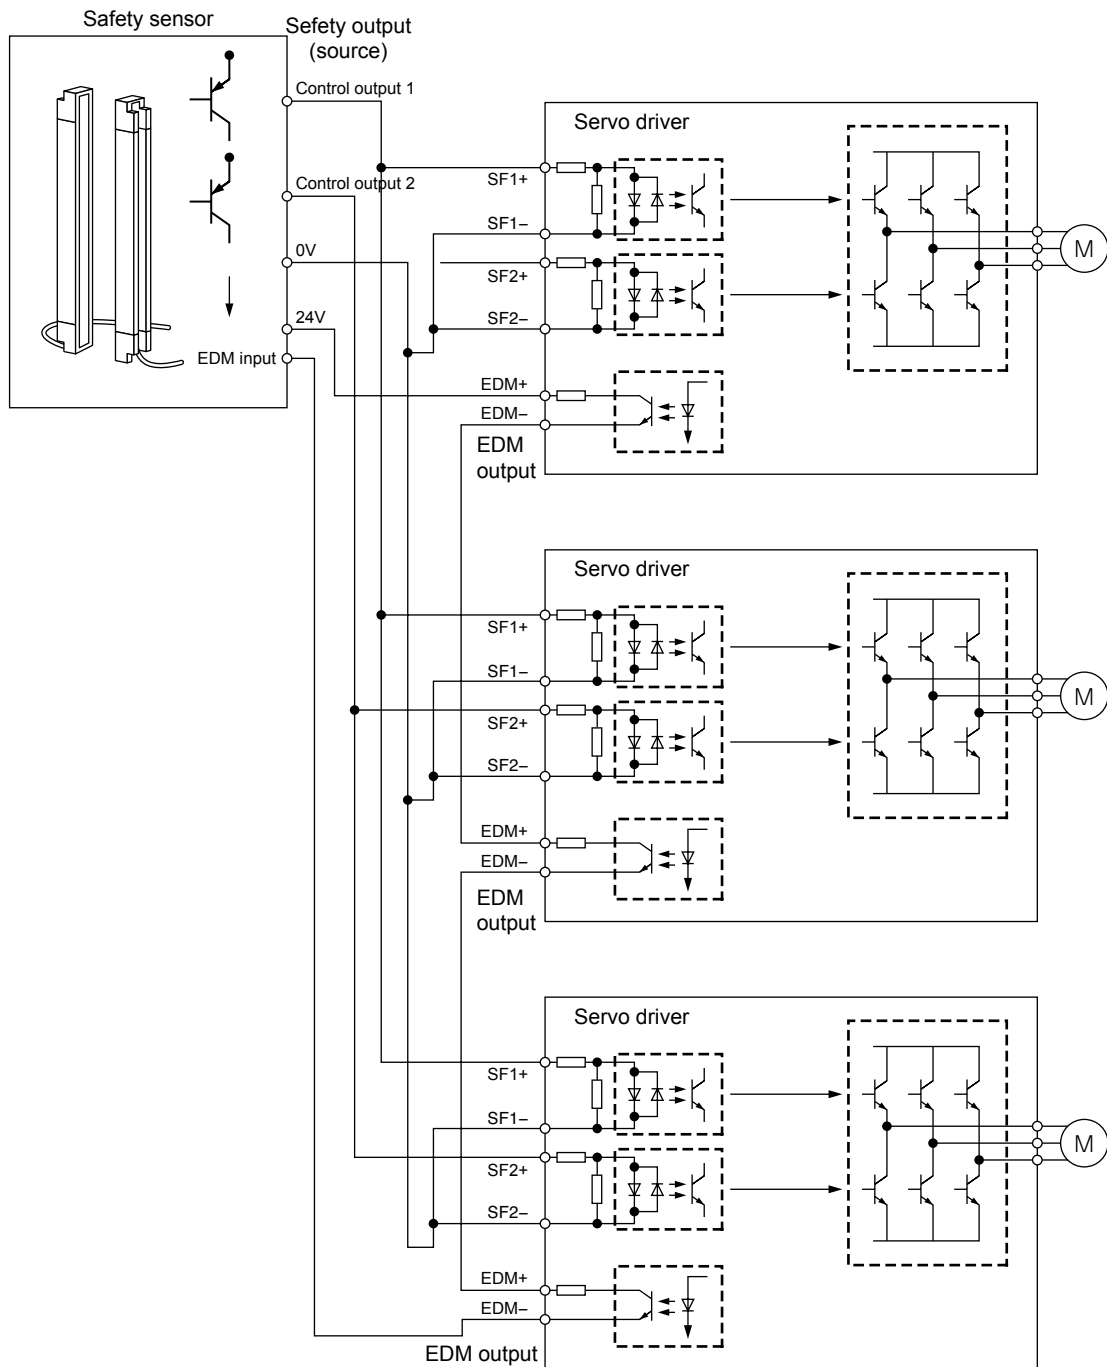 Safety sensor
Sefety output
(source)
Control output 1
Control output 2
0V
24V
EDM input
Servo driver
SF1+
SF1−
SF2+
SF2−
EDM+
EDM−
EDM
output
M
Servo driver
SF1+
SF1−
SF2+
SF2−
EDM+
EDM−
EDM
output
M
Servo driver
SF1+
SF1−
SF2+
SF2−
EDM+
EDM−
EDM output
M